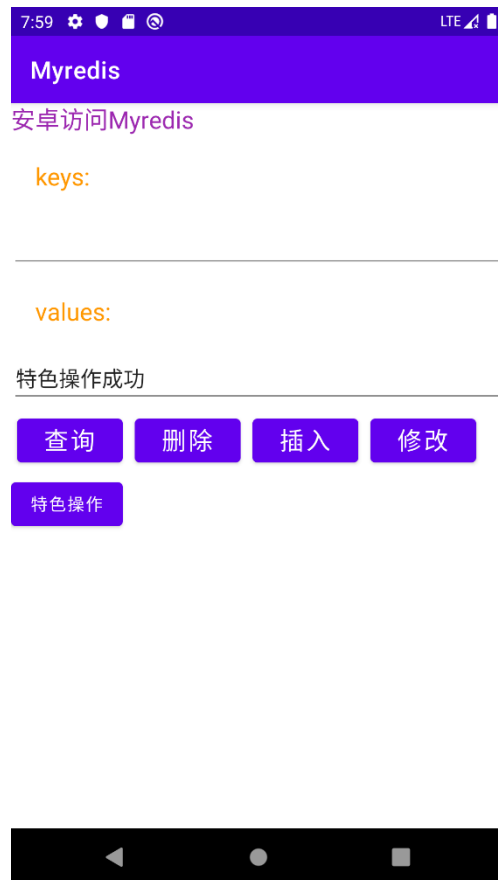 7:59 LTE
Myredis
安卓访问Myredis
keys:
values:
特色操作成功
查询 删除 插入 修改
特色操作